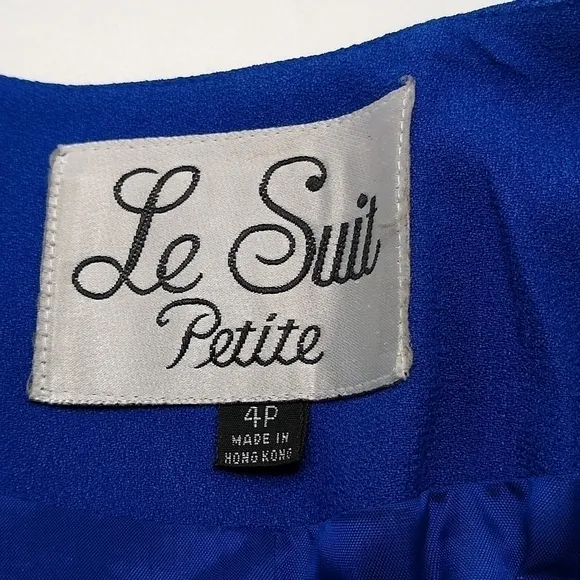 Le Suit
Petite
4P
MADE IN
HONG KONG